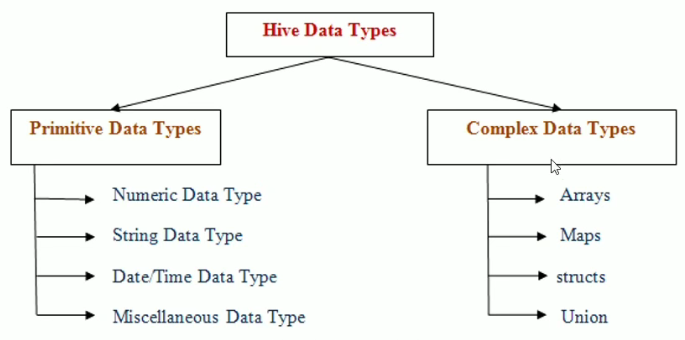 Hive Data Types
Primitive Data Types
Numeric Data Type
String Data Type
Date/Time Data Type
Miscellaneous Data Type
Complex Data Types
Arrays
Maps
structs
Union